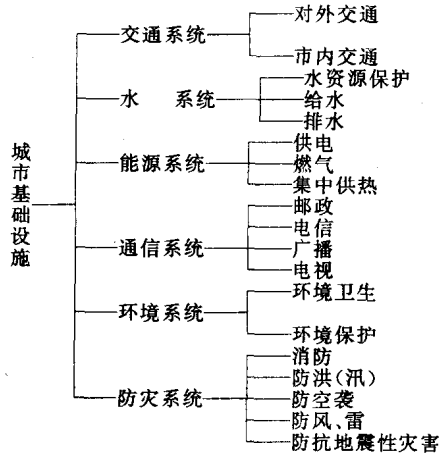 城市基础设施
交通系统
对外交通
市内交通
水 系统
水资源保护
给水
排水
能源系统
供电
燃气
集中供热
通信系统
邮政
电信
广播
电视
环境系统
环境卫生
环境保护
防灾系统
消防
防洪(汛)
防空袭
防风、雷
防抗地震性灾害